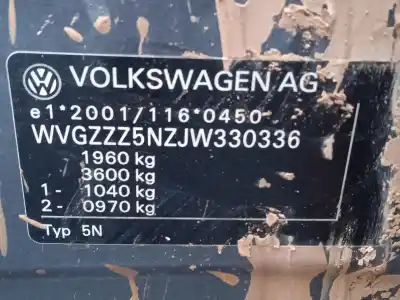 VOLKSWAGEN AG
e1*2001/116*0450
WVGZZZ5NZJW330336
1960 kg
3600 kg
1- 1040 kg
2- 0970 kg
Typ 5N